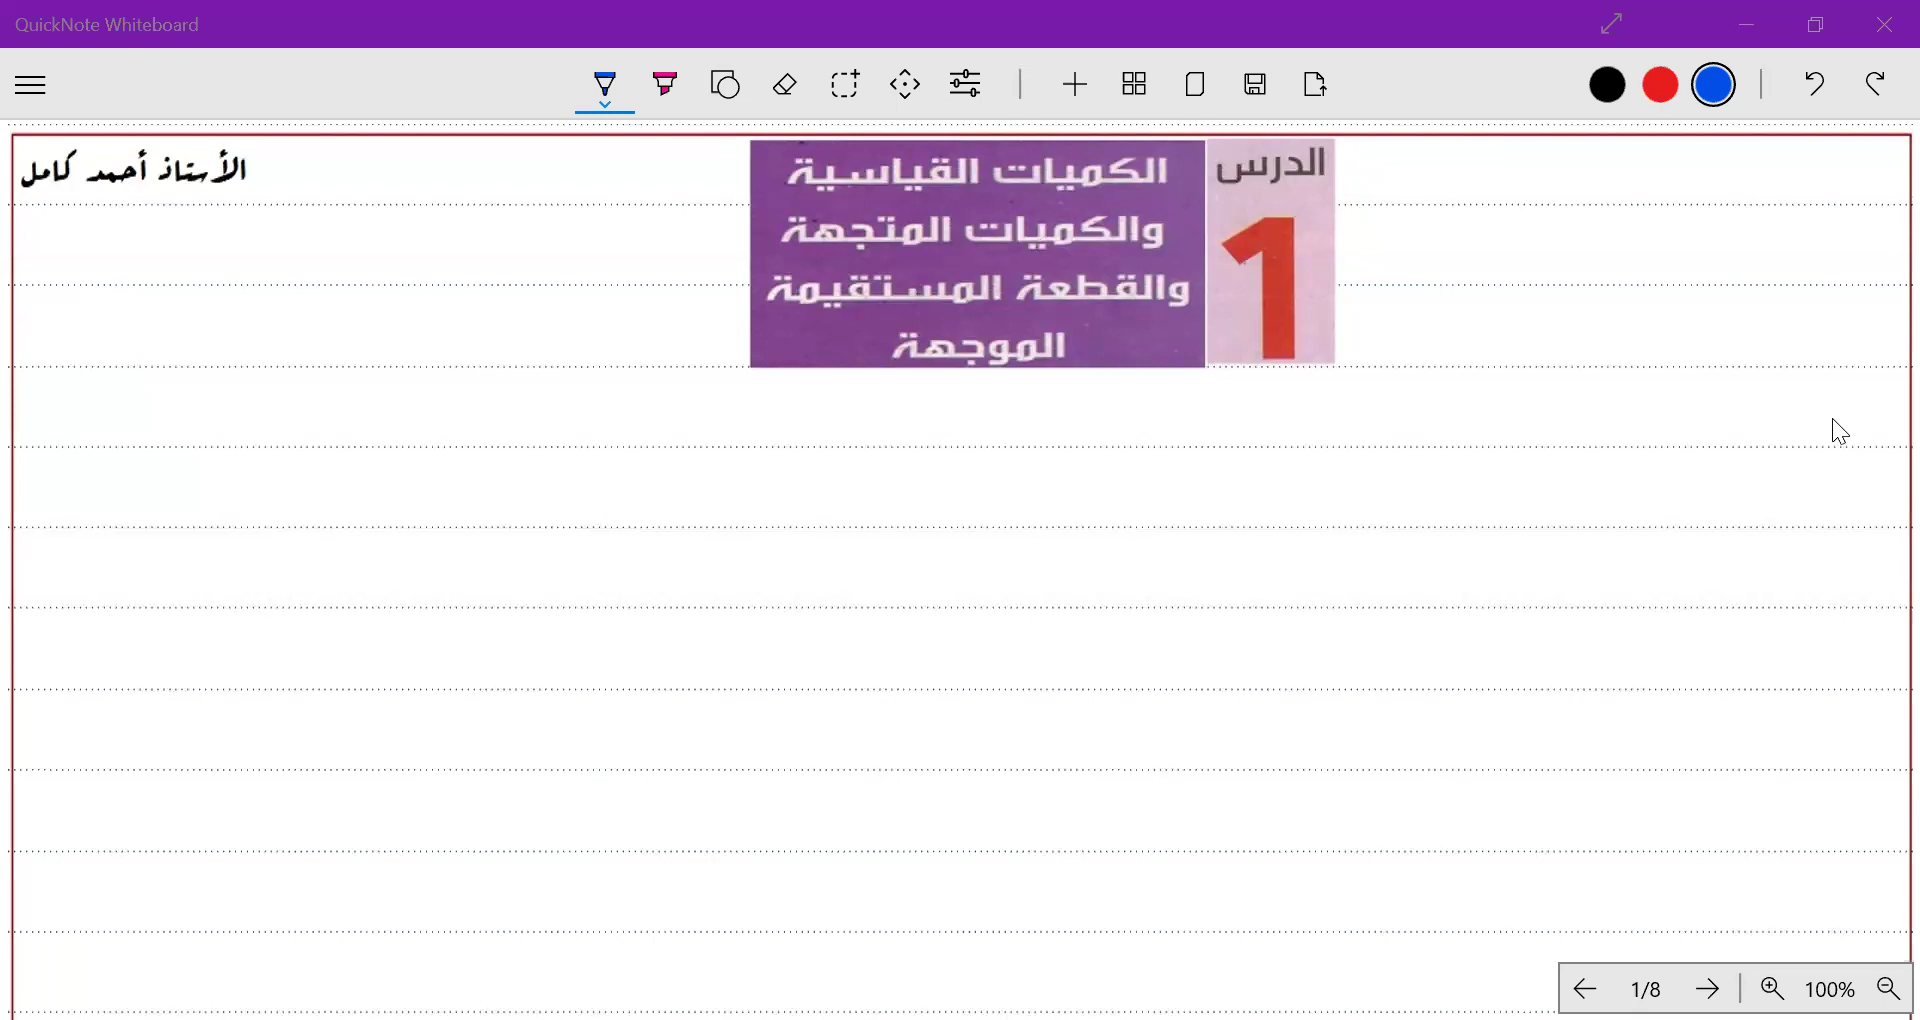 QuickNote Whiteboard
الأستاذ أحمد كامل
الدرس
1
الكميات القياسية
والكميات المتجهة
والقطعة المستقيمة
الموجهة
1/8
100%